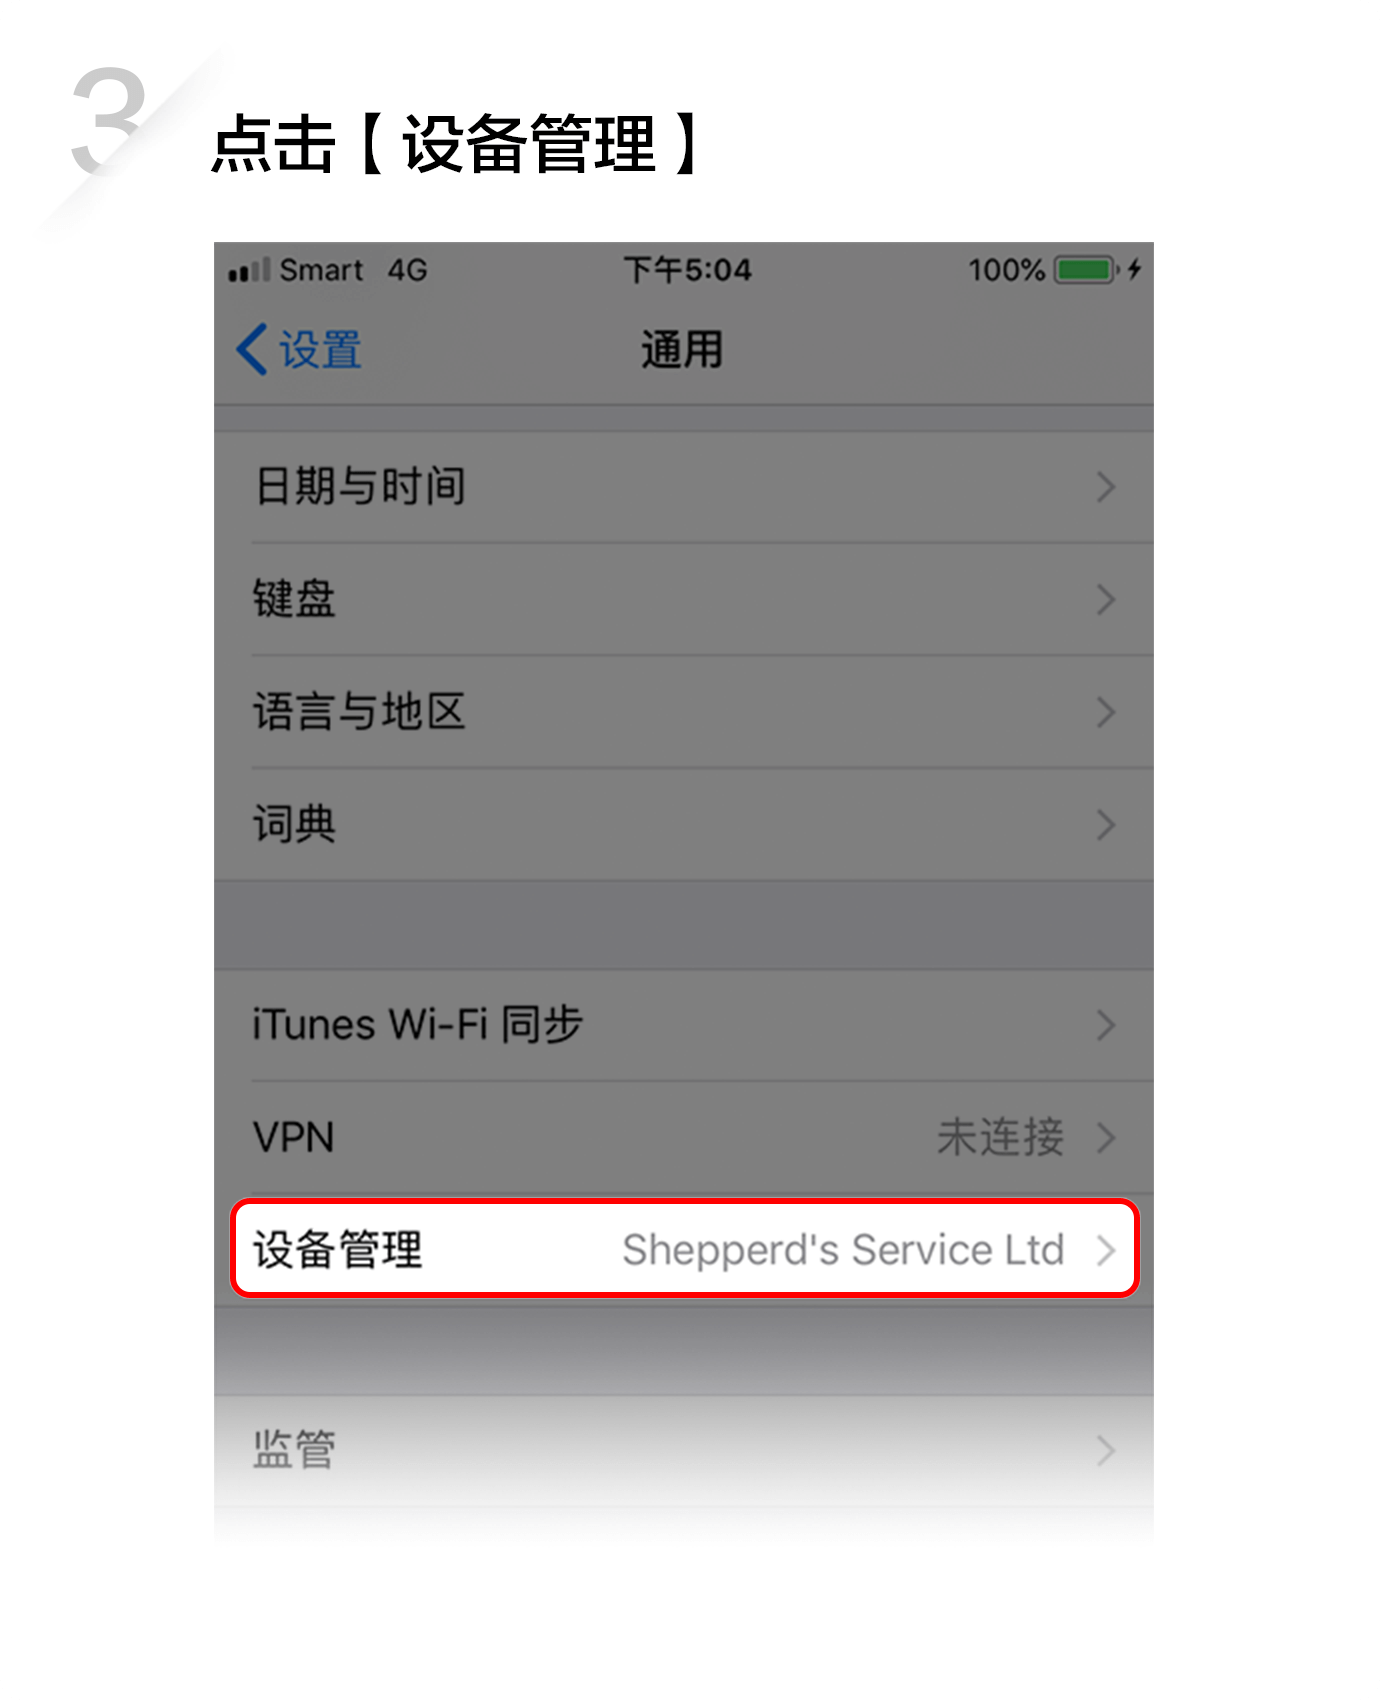 3
点击【设备管理】
Smart 4G 下午5:04 100%
设置 通用
日期与时间
键盘
语言与地区
词典
iTunes Wi-Fi 同步
VPN 未连接
设备管理 Shepperd's Service Ltd
监管